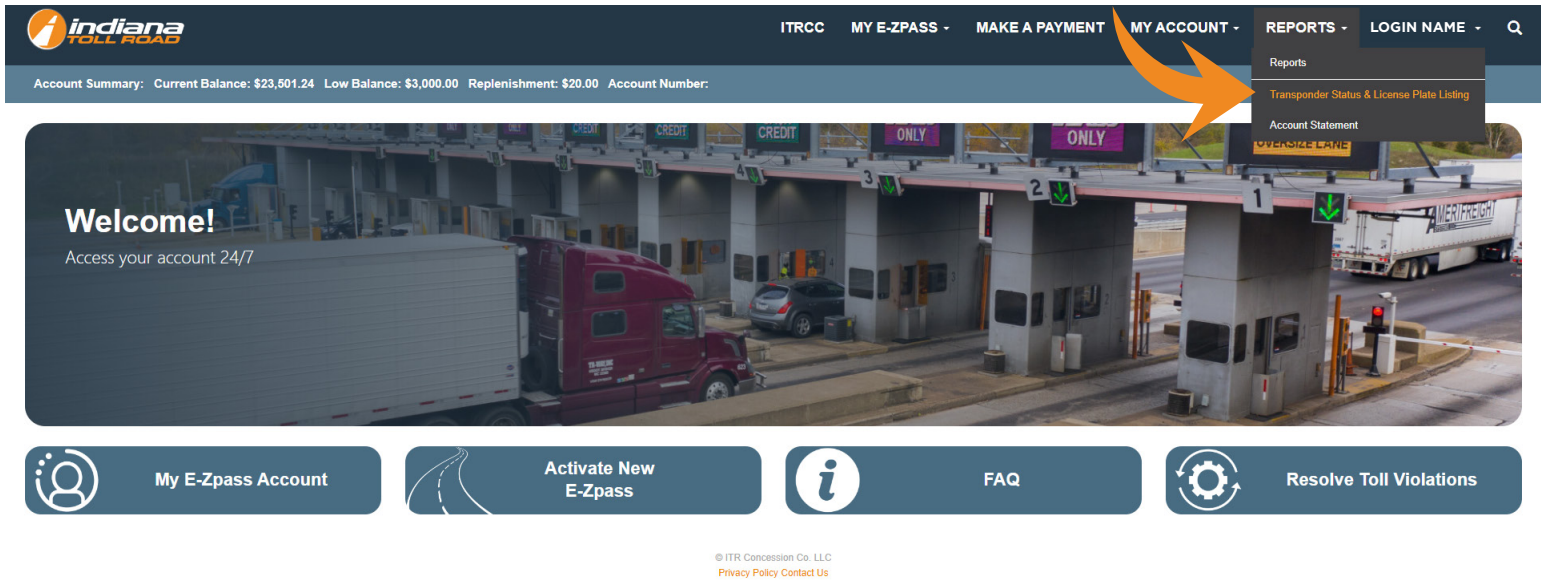 indiana
TOLL ROAD
ITRCC MY E-ZPASS MAKE A PAYMENT MY ACCOUNT REPORTS LOGIN NAME
Reports
Transponder Status & License Plate Listing
Account Statement
Account Summary: Current Balance: $23,501.24 Low Balance: $3,000.00 Replenishment: $20.00 Account Number:
CREDIT CREDIT CREDIT ONLY ONLY
OVERSIZE LANE
5 4 3 2 1
AMERIFREIGHT
Welcome!
Access your account 24/7
My E-Zpass Account
Activate New
E-Zpass
i
FAQ
Resolve Toll Violations
© ITR Concession Co. LLC
Privacy Policy Contact Us